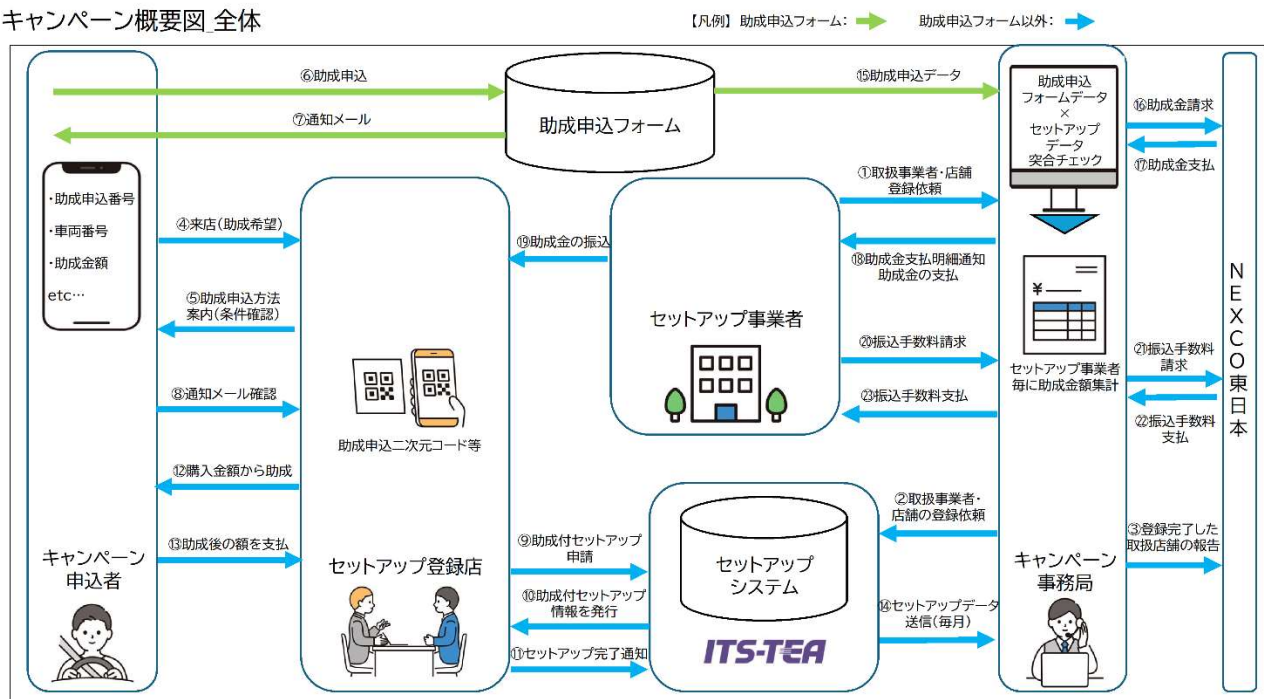 キャンペーン概要図_全体
【凡例】 助成申込フォーム:
助成申込フォーム以外:
⑥助成申込
⑦通知メール
助成申込フォーム
⑮助成申込データ
助成申込
フォームデータ
×
セットアップ
データ
突合チェック
⑯助成金請求
⑰助成金支払
・助成申込番号
・車両番号
・助成金額
etc…
④来店(助成希望)
⑤助成申込方法
案内(条件確認)
⑧通知メール確認
⑫購入金額から助成
⑬助成後の額を支払
キャンペーン
申込者
助成申込二次元コード等
セットアップ登録店
⑲助成金の振込
①取扱事業者・店舗
登録依頼
⑱助成金支払明細通知
助成金の支払
セットアップ事業者
⑳振込手数料請求
㉓振込手数料支払
¥
セットアップ事業者
毎に助成金額集計
㉑振込手数料
請求
㉒振込手数料
支払
NEXCO東日本
②取扱事業者・
店舗の登録依頼
③登録完了した
取扱店舗の報告
⑨助成付セットアップ
申請
⑩助成付セットアップ
情報を発行
⑪セットアップ完了通知
セットアップ
システム
ITS-TEA
⑭セットアップデータ
送信(毎月)
キャンペーン
事務局